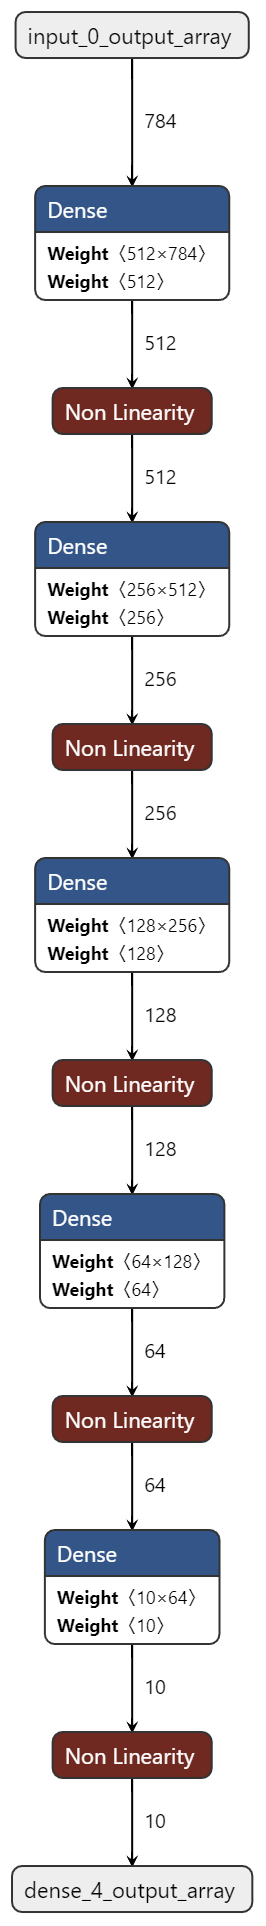 input_0_output_array
784
Dense
Weight〈512×784〉
Weight〈512〉
512
Non Linearity
512
Dense
Weight〈256×512〉
Weight〈256〉
256
Non Linearity
256
Dense
Weight〈128×256〉
Weight〈128〉
128
Non Linearity
128
Dense
Weight〈64×128〉
Weight〈64〉
64
Non Linearity
64
Dense
Weight〈10×64〉
Weight〈10〉
10
Non Linearity
10
dense_4_output_array